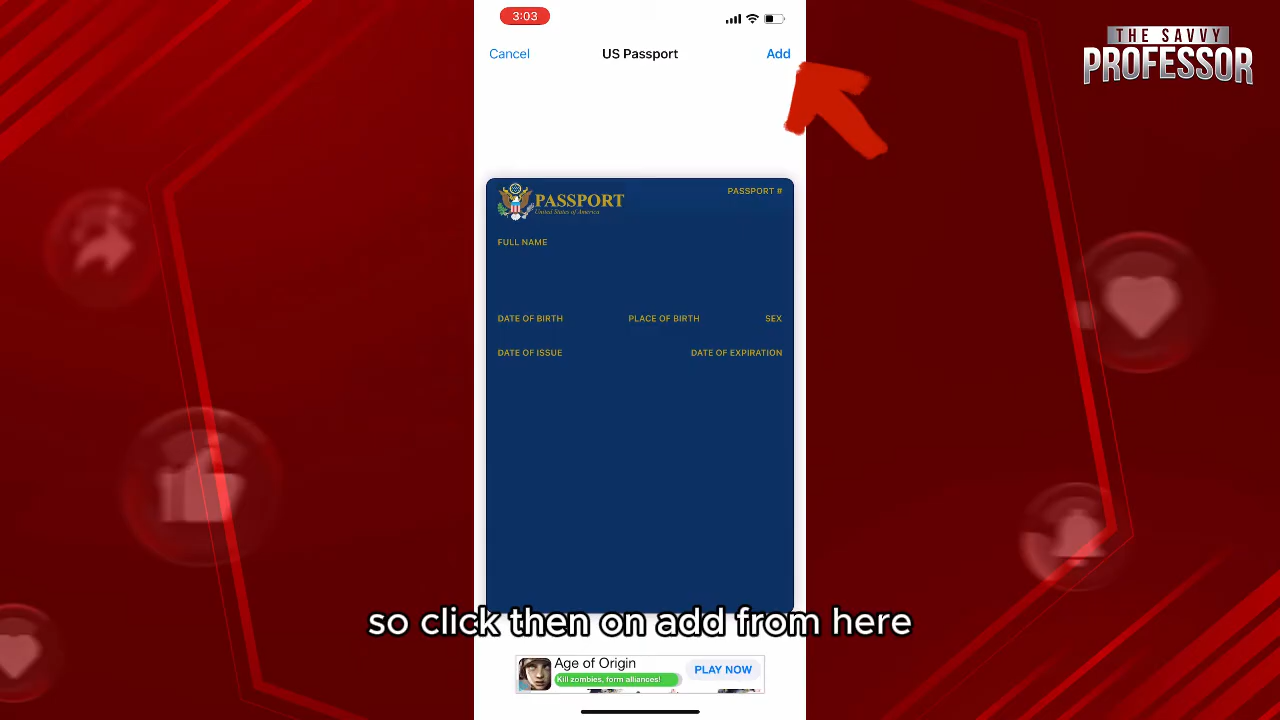 3:03
THE SAVVY
PROFESSOR
Cancel
US Passport
Add
PASSPORT
United States of America
PASSPORT #
FULL NAME
DATE OF BIRTH
PLACE OF BIRTH
SEX
DATE OF ISSUE
DATE OF EXPIRATION
so click then on add from here
Age of Origin
Kill zombies, form alliances!
PLAY NOW